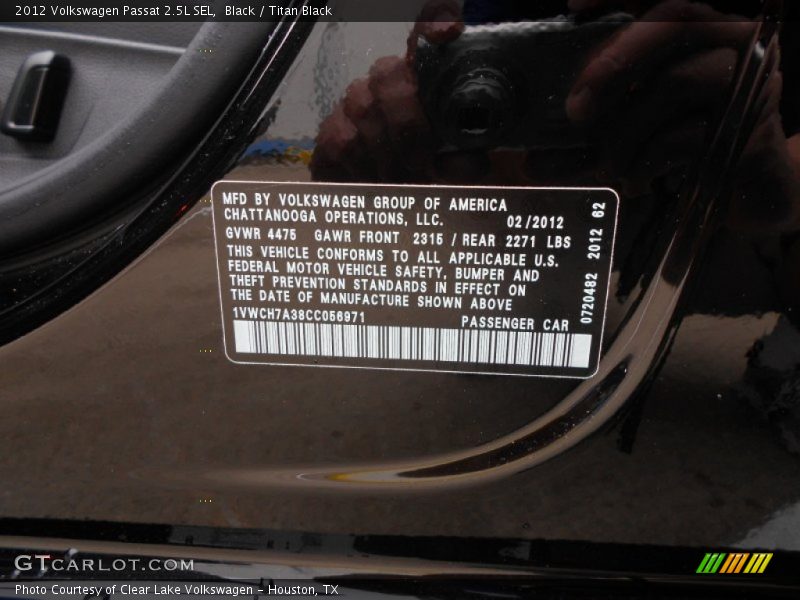 2012 Volkswagen Passat 2.5L SEL,  Black / Titan Black
MFD BY VOLKSWAGEN GROUP OF AMERICA
CHATTANOOGA OPERATIONS, LLC. 02/2012
GVWR 4475 GAWR FRONT 2315 / REAR 2271 LBS
THIS VEHICLE CONFORMS TO ALL APPLICABLE U.S.
FEDERAL MOTOR VEHICLE SAFETY, BUMPER AND
THEFT PREVENTION STANDARDS IN EFFECT ON
THE DATE OF MANUFACTURE SHOWN ABOVE
1VWCH7A38CC056971 PASSENGER CAR
0720482 2012 62
GTCARLOT.COM
Photo Courtesy of Clear Lake Volkswagen - Houston, TX